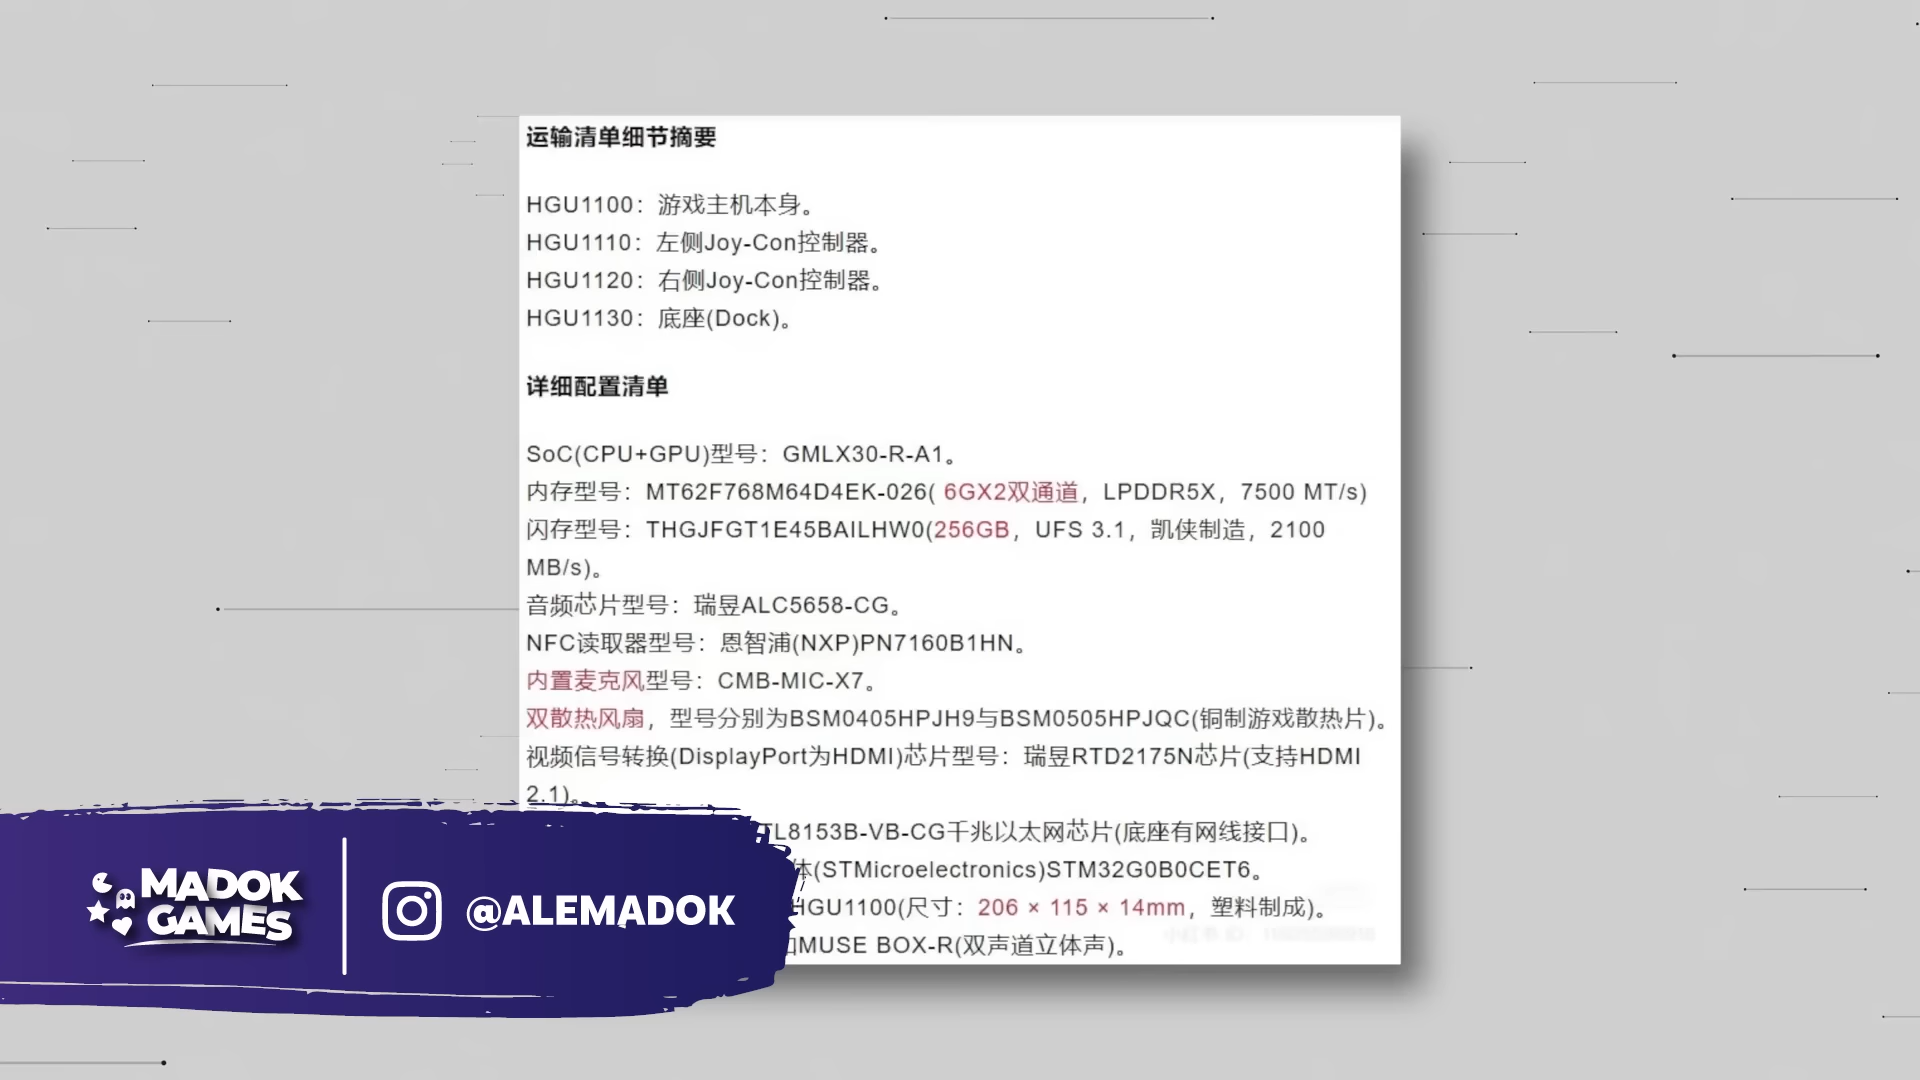 运输清单细节摘要
HGU1100：游戏主机本身。
HGU1110：左侧Joy-Con控制器。
HGU1120：右侧Joy-Con控制器。
HGU1130：底座(Dock)。
详细配置清单
SoC(CPU+GPU)型号：GMLX30-R-A1。
内存型号：MT62F768M64D4EK-026( 6GX2双通道，LPDDR5X，7500 MT/s)
闪存型号：THGJFGT1E45BAILHW0(256GB，UFS 3.1，凯侠制造，2100
MB/s)。
音频芯片型号：瑞昱ALC5658-CG。
NFC读取器型号：恩智浦(NXP)PN7160B1HN。
内置麦克风型号：CMB-MIC-X7。
双散热风扇，型号分别为BSM0405HPJH9与BSM0505HPJQC(铜制游戏散热片)。
视频信号转换(DisplayPort为HDMI)芯片型号：瑞昱RTD2175N芯片(支持HDMI
2.1)。
TL8153B-VB-CG千兆以太网芯片(底座有网线接口)。
体(STMicroelectronics)STM32G0B0CET6。
HGU1100(尺寸：206 × 115 × 14mm，塑料制成)。
MUSE BOX-R(双声道立体声)。
MADOK
GAMES
@ALEMADOK